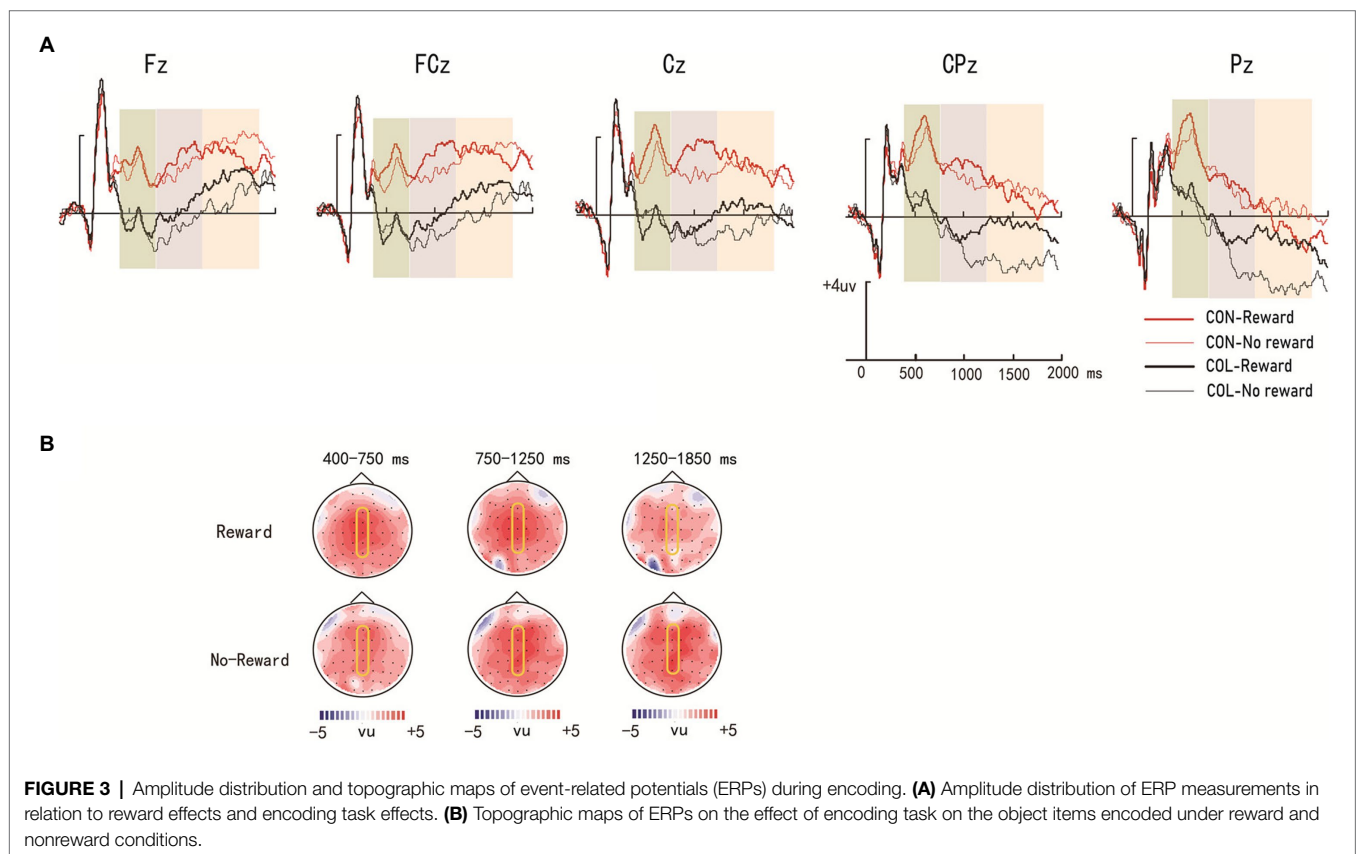 A
Fz FCz Cz CPz Pz
+4uv
0 500 1000 1500 2000 ms
CON-Reward
CON-No reward
COL-Reward
COL-No reward
B
400-750 ms 750-1250 ms 1250-1850 ms
Reward
No-Reward
-5 vu +5 -5 vu +5 -5 vu +5
FIGURE 3 | Amplitude distribution and topographic maps of event-related potentials (ERPs) during encoding. (A) Amplitude distribution of ERP measurements in
relation to reward effects and encoding task effects. (B) Topographic maps of ERPs on the effect of encoding task on the object items encoded under reward and
nonreward conditions.